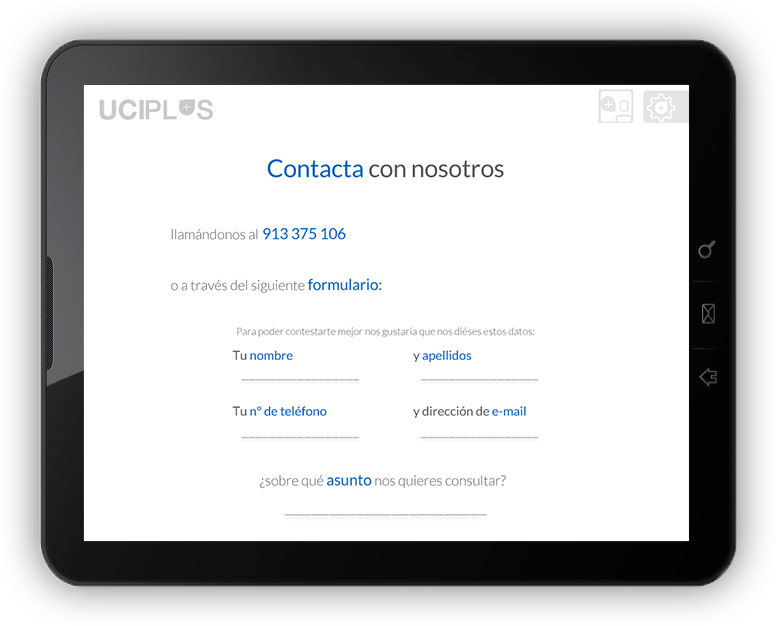 UCIPLUS
Contacta con nosotros
llamándonos al 913 375 106
o a través del siguiente formulario:
Para poder contestarte mejor nos gustaría que nos diéses estos datos:
Tu nombre y apellidos
Tu nº de teléfono y dirección de e-mail
¿sobre qué asunto nos quieres consultar?